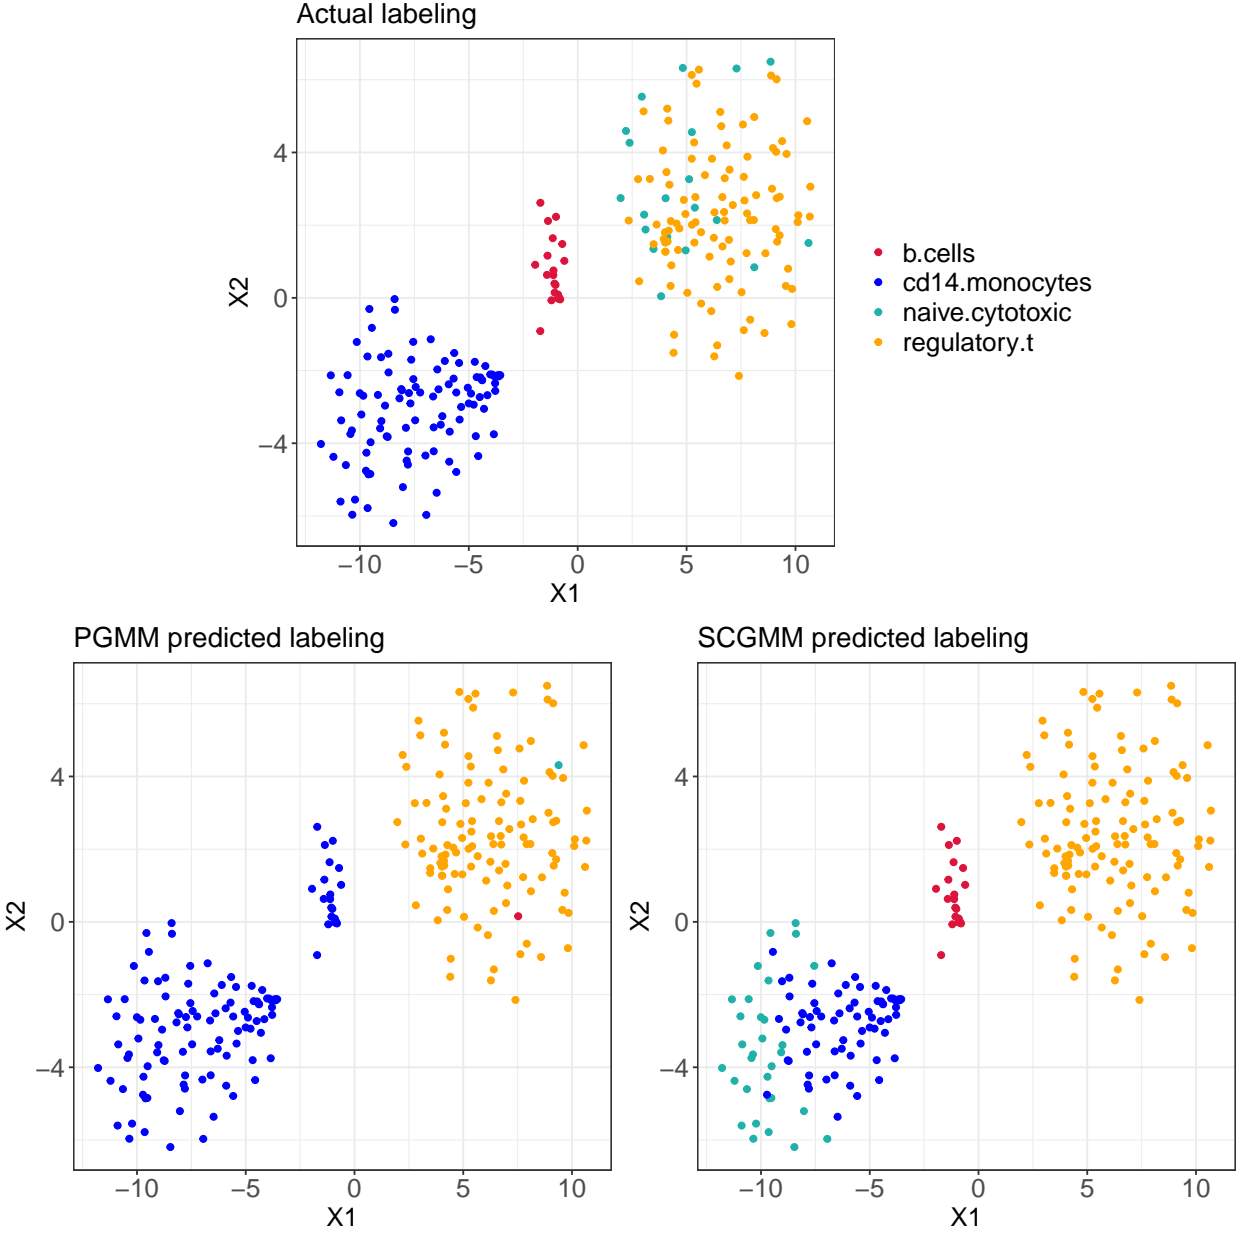 Actual labeling
4
0
−4
X2
−10 −5 0 5 10
X1
b.cells
cd14.monocytes
naive.cytotoxic
regulatory.t
PGMM predicted labeling
4
0
−4
X2
−10 −5 0 5 10
X1
SCGMM predicted labeling
4
0
−4
X2
−10 −5 0 5 10
X1